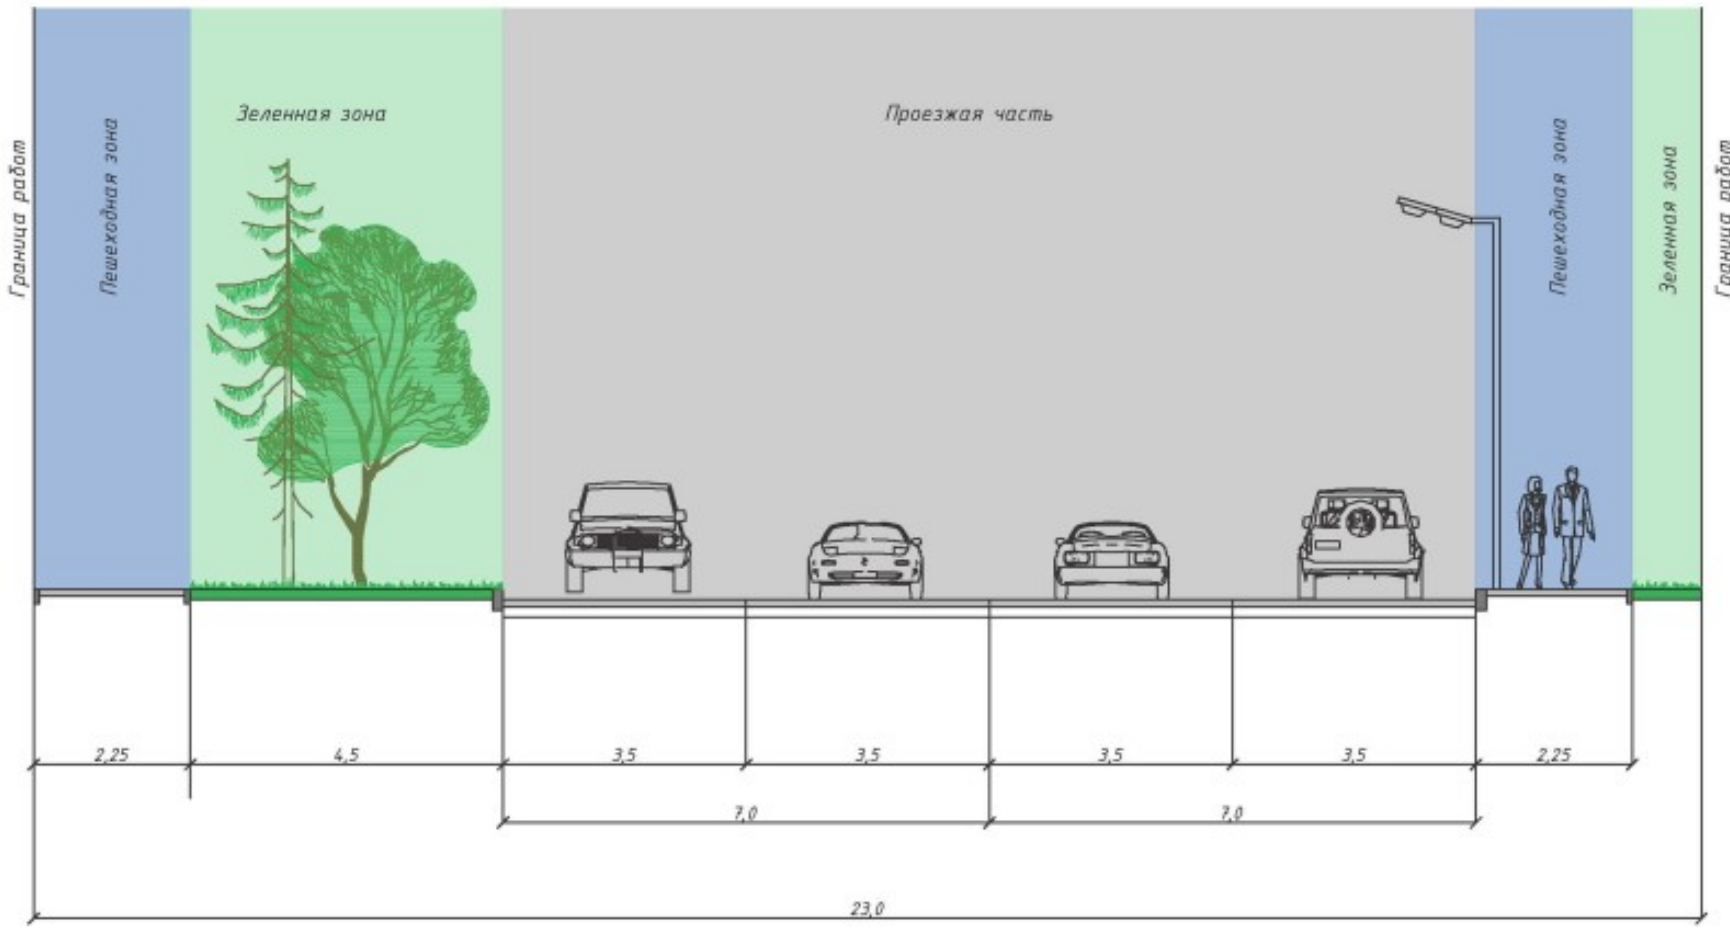 Зеленная зона
Проезжая часть
Граница работ
Пешеходная зона
Пешеходная зона
Зеленная зона
Граница работ
2,25
4,5
3,5
3,5
3,5
3,5
2,25
7,0
7,0
23,0